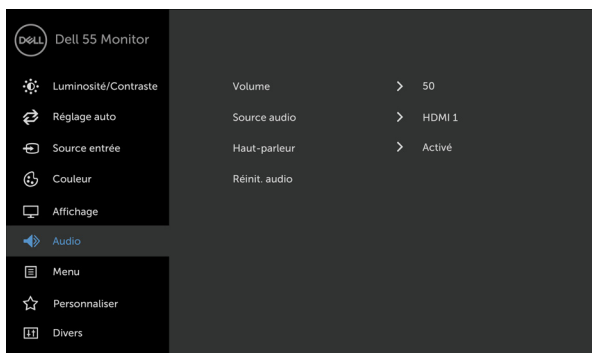 DELL Dell 55 Monitor
Luminosité/Contraste
Réglage auto
Source entrée
Couleur
Affichage
Audio
Menu
Personnaliser
Divers
Volume 50
Source audio HDMI 1
Haut-parleur Activé
Réinit. audio